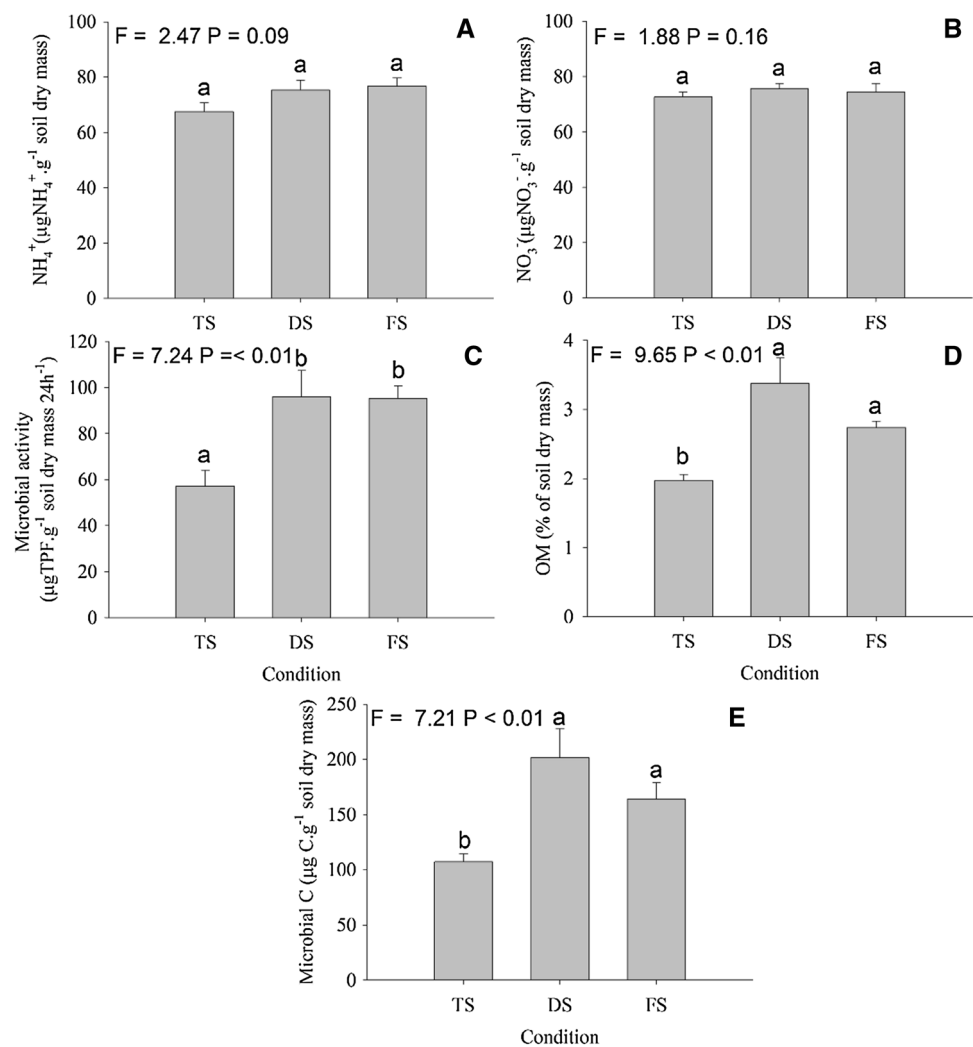 F = 2.47 P = 0.09
A
NH₄⁺(µgNH₄⁺.g⁻¹ soil dry mass)
100
80
60
40
20
0
a
a
a
TS
DS
FS
F = 1.88 P = 0.16
B
NO₃⁻(µgNO₃⁻.g⁻¹ soil dry mass)
100
80
60
40
20
0
a
a
a
TS
DS
FS
F = 7.24 P =< 0.01
C
Microbial activity
(µgTPF.g⁻¹ soil dry mass 24h⁻¹)
120
100
80
60
40
20
0
a
b
b
TS
DS
FS
Condition
F = 9.65 P < 0.01
D
OM (% of soil dry mass)
4
3
2
1
0
b
a
a
TS
DS
FS
F = 7.21 P < 0.01
E
Microbial C (µg C.g⁻¹ soil dry mass)
250
200
150
100
50
0
b
a
a
TS
DS
FS
Condition